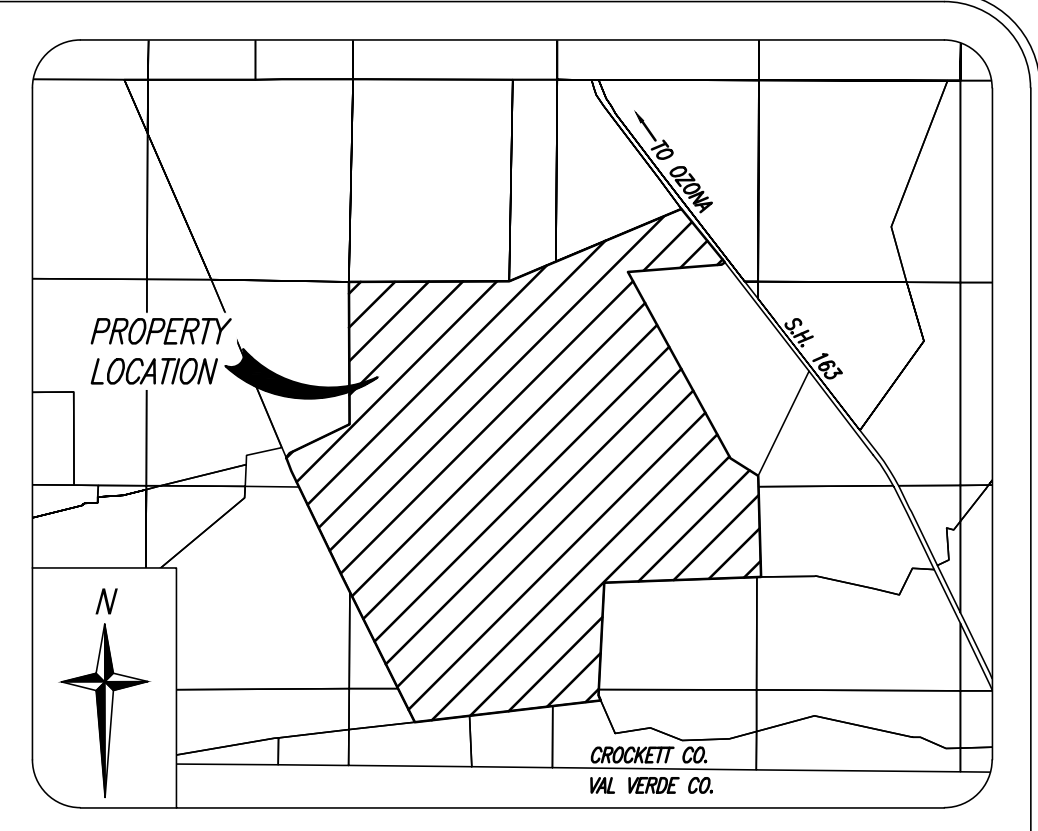 TO OZONA
S.H. 163
PROPERTY
LOCATION
N
CROCKETT CO.
VAL VERDE CO.